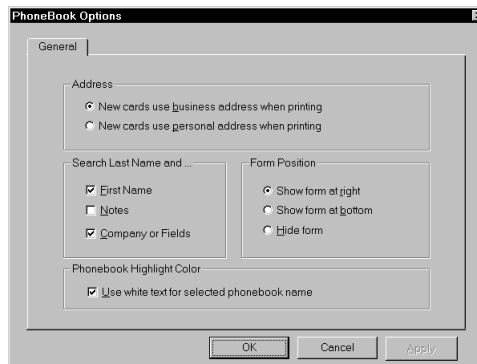 PhoneBook Options
General
Address
New cards use business address when printing
New cards use personal address when printing
Search Last Name and ...
First Name
Notes
Company or Fields
Form Position
Show form at right
Show form at bottom
Hide form
Phonebook Highlight Color
Use white text for selected phonebook name
OK
Cancel
Apply